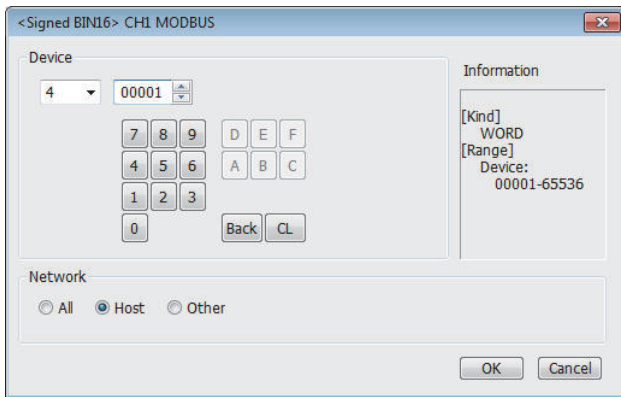 <Signed BIN16> CH1 MODBUS
Device
4 00001
7 8 9 D E F
4 5 6 A B C
1 2 3
0 Back CL
Information
[Kind]
WORD
[Range]
Device:
00001-65536
Network
All Host Other
OK Cancel